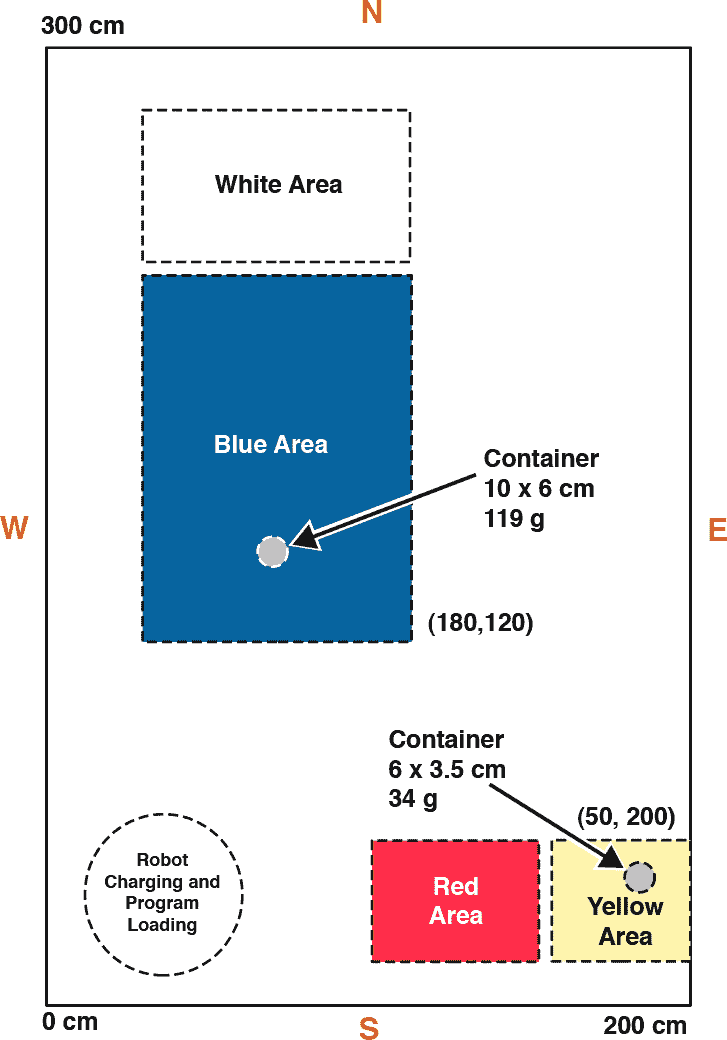 N
300 cm
White Area
Blue Area
Container
10 x 6 cm
119 g
W
E
(180,120)
Container
6 x 3.5 cm
34 g
(50, 200)
Robot
Charging and
Program
Loading
Red
Area
Yellow
Area
0 cm
S
200 cm